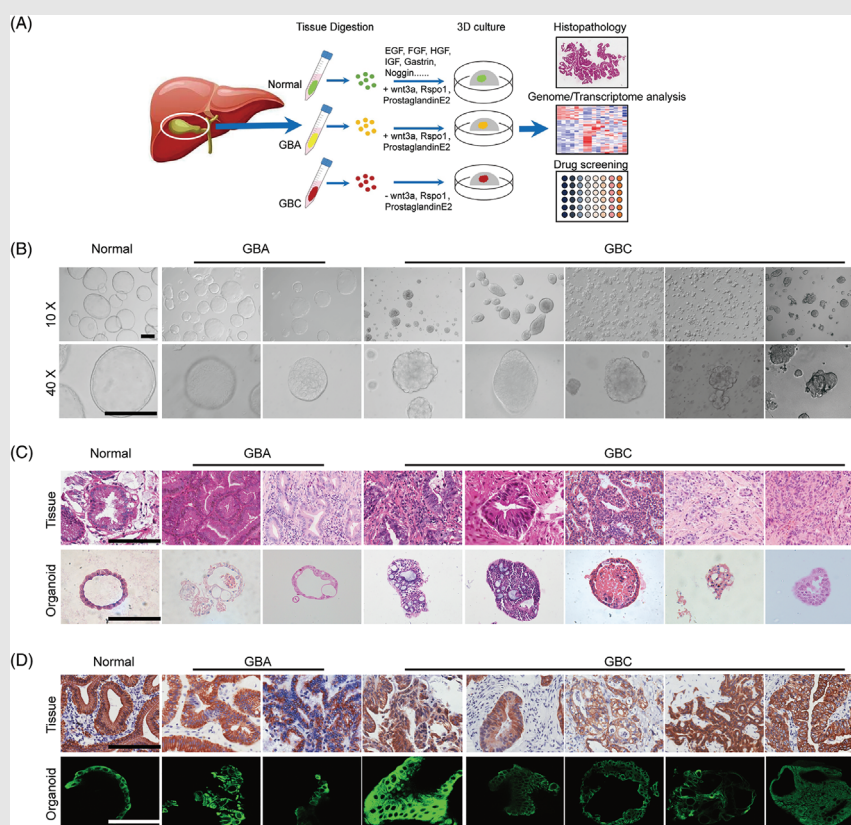 (A)
Tissue Digestion
3D culture
Histopathology
EGF, FGF, HGF,
IGF, Gastrin,
Noggin......
Normal
+ wnt3a, Rspo1,
ProstaglandinE2
Genome/Transcriptome analysis
GBA
+ wnt3a, Rspo1,
ProstaglandinE2
Drug screening
GBC
- wnt3a, Rspo1,
ProstaglandinE2
(B)
Normal
GBA
GBC
10 X
40 X
(C)
Normal
GBA
GBC
Tissue
Organoid
(D)
Normal
GBA
GBC
Tissue
Organoid